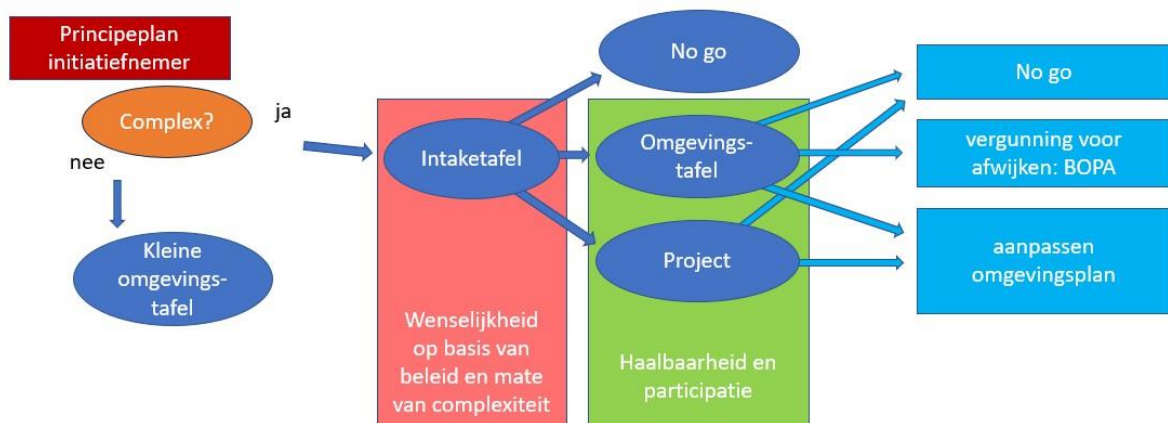 Principeplan
initiatiefnemer
Complex?
ja
nee
Kleine
omgevings-
tafel
Intaketafel
Wenselijkheid
op basis van
beleid en mate
van complexiteit
No go
Omgevings-
tafel
Project
Haalbaarheid en
participatie
No go
vergunning voor
afwijken: BOPA
aanpassen
omgevingsplan